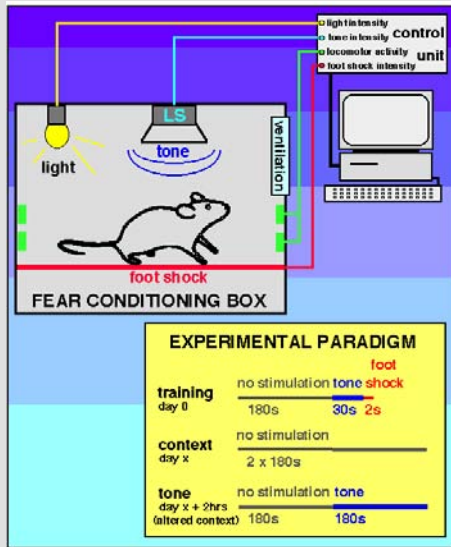 light intensity
tone intensity
control
locomotor activity
unit
foot shock intensity
LS
light
tone
ventilation
foot shock
FEAR CONDITIONING BOX
EXPERIMENTAL PARADIGM
foot
no stimulation tone shock
training
day 0
180s 30s 2s
no stimulation
context
day x
2 x 180s
no stimulation tone
tone
day x + 2hrs
(altered context)
180s 180s